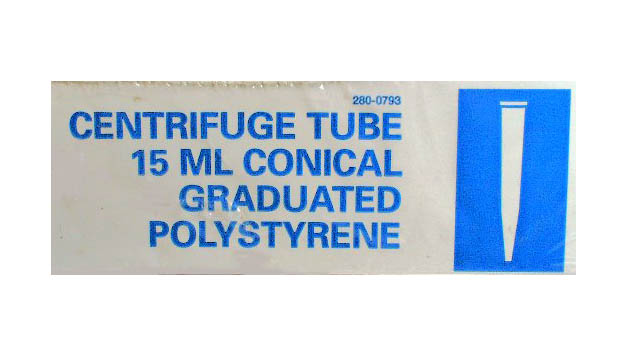 280-0793
CENTRIFUGE TUBE
15 ML CONICAL
GRADUATED
POLYSTYRENE